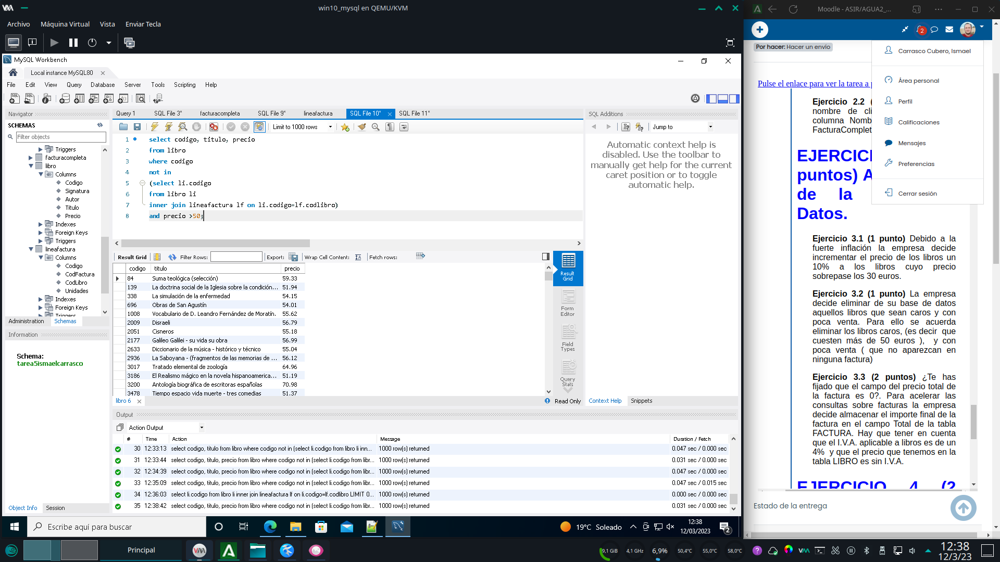 win10_mysql en QEMU/KVM
Archivo Máquina Virtual Vista Enviar Tecla
MySQL Workbench
Local instance MySQL80
File Edit View Query Database Server Tools Scripting Help
Navigator
SCHEMAS
Filter objects
Triggers
facturacompleta
libro
Columns
Codigo
Signatura
Autor
Titulo
Precio
Indexes
Foreign Keys
Triggers
lineafactura
Columns
Codigo
CodFactura
CodLibro
Unidades
Indexes
Foreign Keys
Triggers
Administration Schemas
Information
Schema:
tarea5ismaelcarrasco
Object Info Session
Query 1 SQL File 3* facturacompleta SQL File 9* lineafactura SQL File 10* SQL File 11*
Limit to 1000 rows
1 select codigo, titulo, precio
2 from libro
3 where codigo
4 not in
5 (select li.codigo
6 from libro li
7 inner join lineafactura lf on li.codigo=lf.codlibro)
8 and precio >50;
Result Grid Filter Rows: Export: Wrap Cell Content: Fetch rows:
codigo titulo precio
84 Suma teológica (selección) 59.33
139 La doctrina social de la Iglesia sobre la condición... 51.94
338 La simulación de la enfermedad 54.15
696 Obras de San Agustín 54.01
1008 Vocabulario de D. Leandro Fernández de Moratín. 55.62
2009 Disraeli 56.79
2051 Cisneros 55.18
2177 Galileo Galilei - su vida su obra 56.99
2633 Diccionario de la música - histórico y técnico 55.04
2936 La Saboyana - (fragmentos de las memorias de ... 56.12
3017 Tratado elemental de zoología 64.96
3186 El Realismo mágico en la novela hispanoamerica... 51.19
3200 Antología biográfica de escritoras españolas 70.98
3478 Tiempo espacio vida muerte - tres comedias 51.37
Result Grid
Form Editor
Field Types
Query Stats
libro 6
Read Only
SQL Additions
Jump to
Automatic context help is
disabled. Use the toolbar to
manually get help for the current
caret position or to toggle
automatic help.
Context Help Snippets
Output
Action Output
# Time Action Message Duration / Fetch
30 12:33:13 select codigo, titulo from libro where codigo not in (select li.codigo from libro li inn... 1000 row(s) returned 0.047 sec / 0.000 sec
31 12:33:44 select codigo, titulo, precio from libro where codigo not in (select li.codigo from libr... 1000 row(s) returned 0.031 sec / 0.000 sec
32 12:34:39 select codigo, titulo, precio from libro where codigo not in (select li.codigo from libr... 1000 row(s) returned 0.047 sec / 0.000 sec
33 12:35:09 select codigo, titulo, precio from libro where codigo not in (select li.codigo from libr... 1000 row(s) returned 0.047 sec / 0.015 sec
34 12:36:03 select li.codigo from libro li inner join lineafactura lf on li.codigo=lf.codlibro LIMIT 0... 1000 row(s) returned 0.000 sec / 0.000 sec
35 12:38:42 select codigo, titulo, precio from libro where codigo not in (select li.codigo from libr... 1000 row(s) returned 0.031 sec / 0.000 sec
Escribe aquí para buscar
19°C Soleado
12:38
12/03/2023
2
Moodle - ASIR/AGUA2_...
2
Por hacer: Hacer un envío
Carrasco Cubero, Ismael
Área personal
Perfil
Calificaciones
Mensajes
Preferencias
Cerrar sesión
Pulse el enlace para ver la tarea a p
Ejercicio 2.2 (
nombre de cli
columna Nomb
FacturaComplet
EJERCICI
puntos) A
de la
Datos.
Ejercicio 3.1 (1 punto) Debido a la
fuerte inflación la empresa decide
incrementar el precio de los libros un
10% a los libros cuyo precio
sobrepase los 30 euros.
Ejercicio 3.2 (1 punto) La empresa
decide eliminar de su base de datos
aquellos libros que sean caros y con
poca venta. Para ello se acuerda
eliminar los libros caros, (es decir que
cuesten más de 50 euros ), y con
poca venta ( que no aparezcan en
ninguna factura)
Ejercicio 3.3 (2 puntos) ¿Te has
fijado que el campo del precio total de
la factura es 0?. Para acelerar las
consultas sobre facturas la empresa
decide almacenar el importe final de la
factura en el campo Total de la tabla
FACTURA. Hay que tener en cuenta
que el I.V.A. aplicable a libros es de un
4% y que el precio que tenemos en la
tabla LIBRO es sin I.V.A.
EJERCICIO 4 (2
Estado de la entrega
Principal
9,1 GiB 4,1 GHz 6,9% 50,4°C 55,0°C 58,0°C
12:38
12/3/23